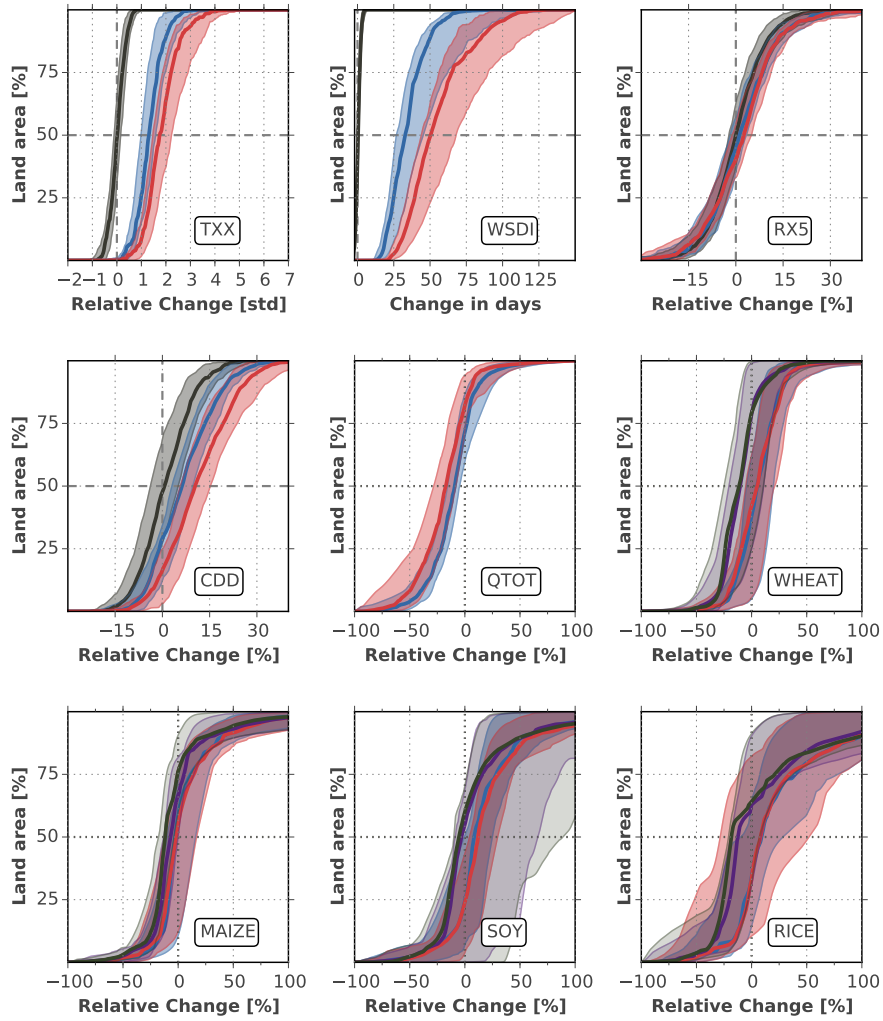 Land area [%]
75
50
25
TXX
−2 −1 0 1 2 3 4 5 6 7
Relative Change [std]
Land area [%]
75
50
25
WSDI
0 25 50 75 100 125
Change in days
Land area [%]
75
50
25
RX5
−15 0 15 30
Relative Change [%]
Land area [%]
75
50
25
CDD
−15 0 15 30
Relative Change [%]
Land area [%]
75
50
25
QTOT
−100 −50 0 50 100
Relative Change [%]
Land area [%]
75
50
25
WHEAT
−100 −50 0 50 100
Relative Change [%]
Land area [%]
75
50
25
MAIZE
−100 −50 0 50 100
Relative Change [%]
Land area [%]
75
50
25
SOY
−100 −50 0 50 100
Relative Change [%]
Land area [%]
75
50
25
RICE
−100 −50 0 50 100
Relative Change [%]